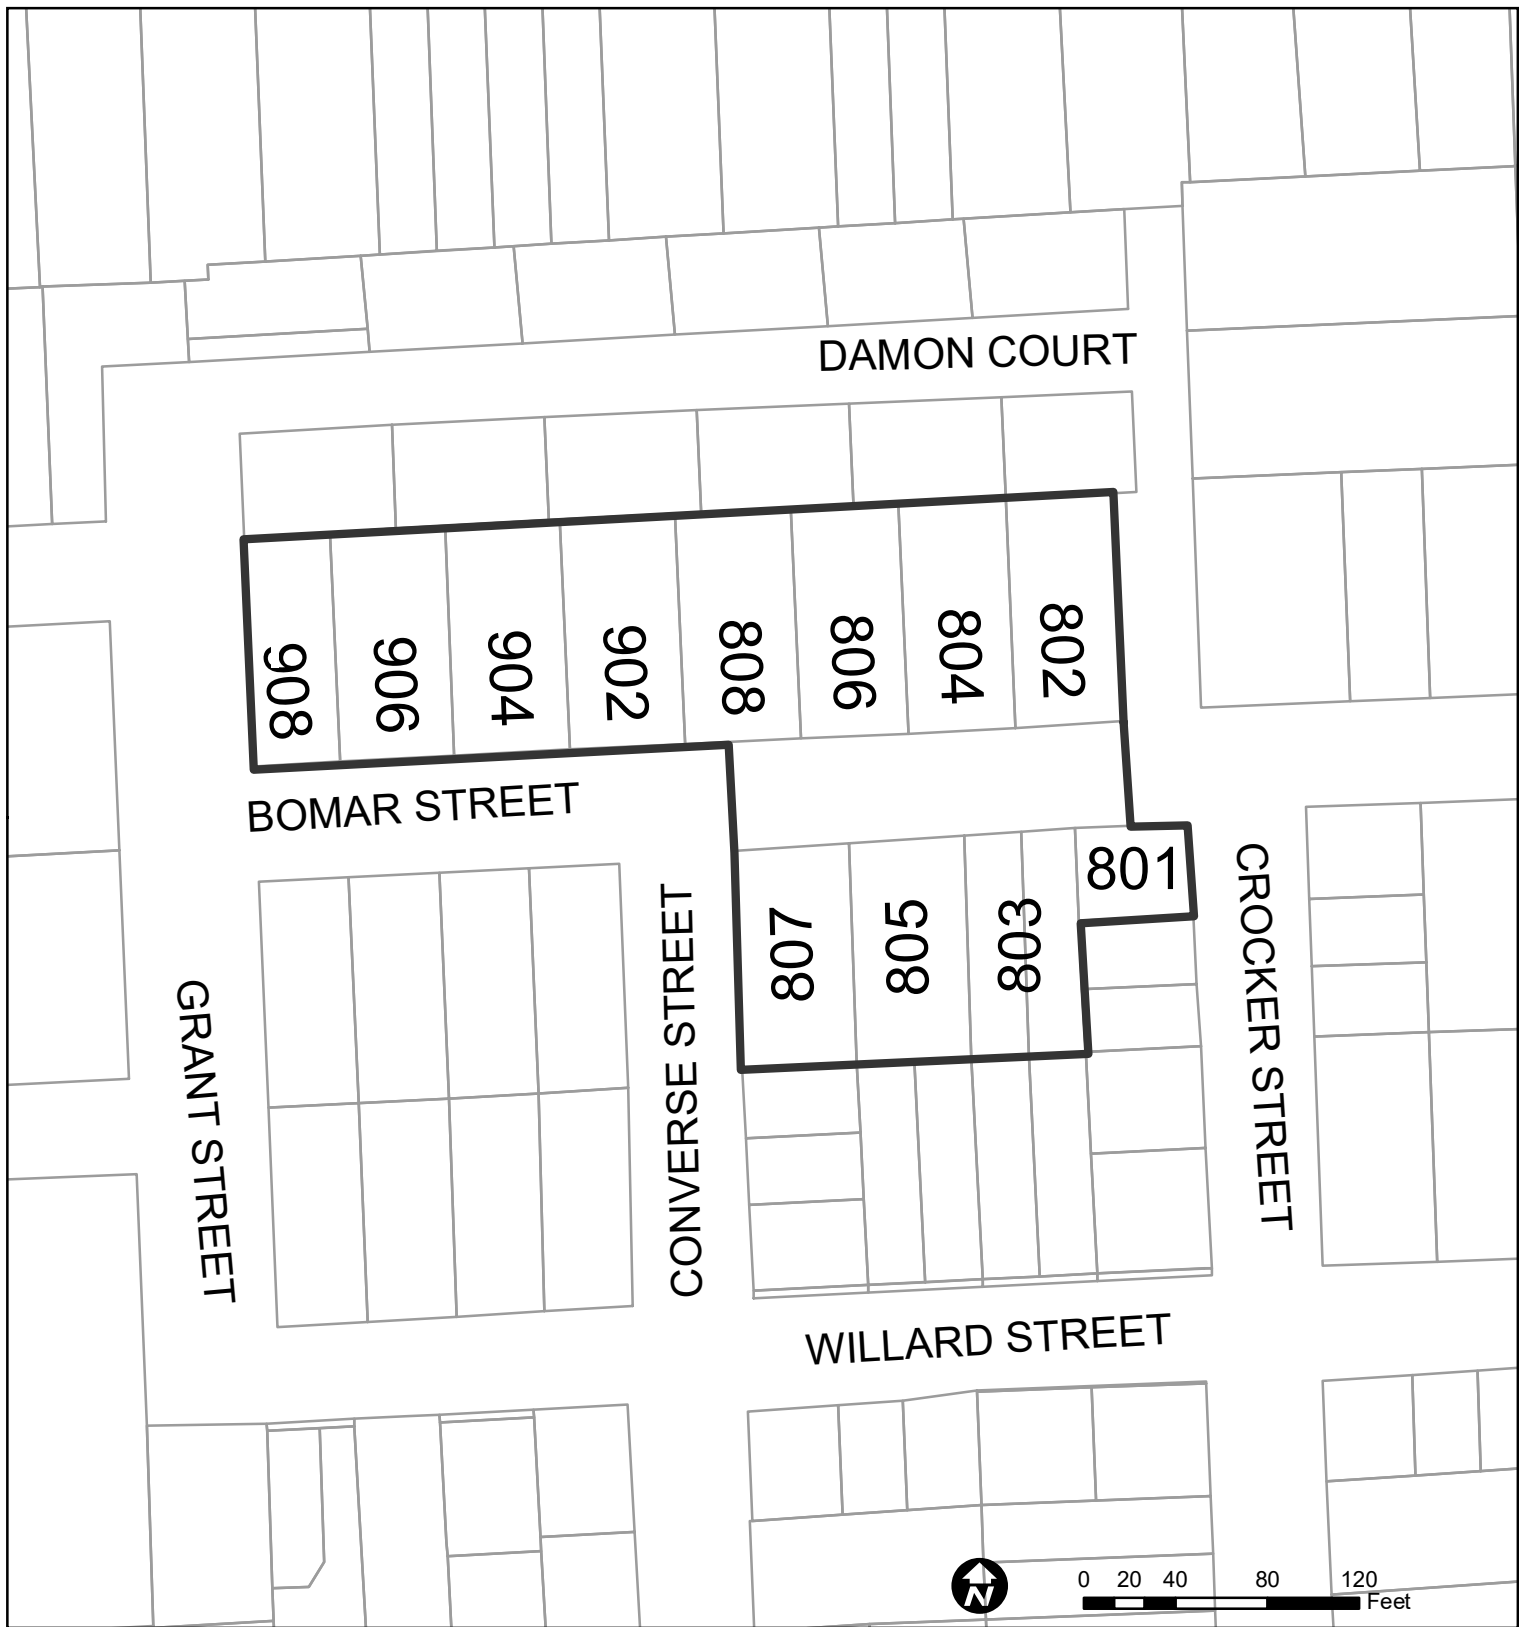 DAMON COURT
908
906
904
902
808
806
804
802
BOMAR STREET
801
807
805
803
CROCKER STREET
CONVERSE STREET
GRANT STREET
WILLARD STREET
N
0 20 40 80 120
Feet